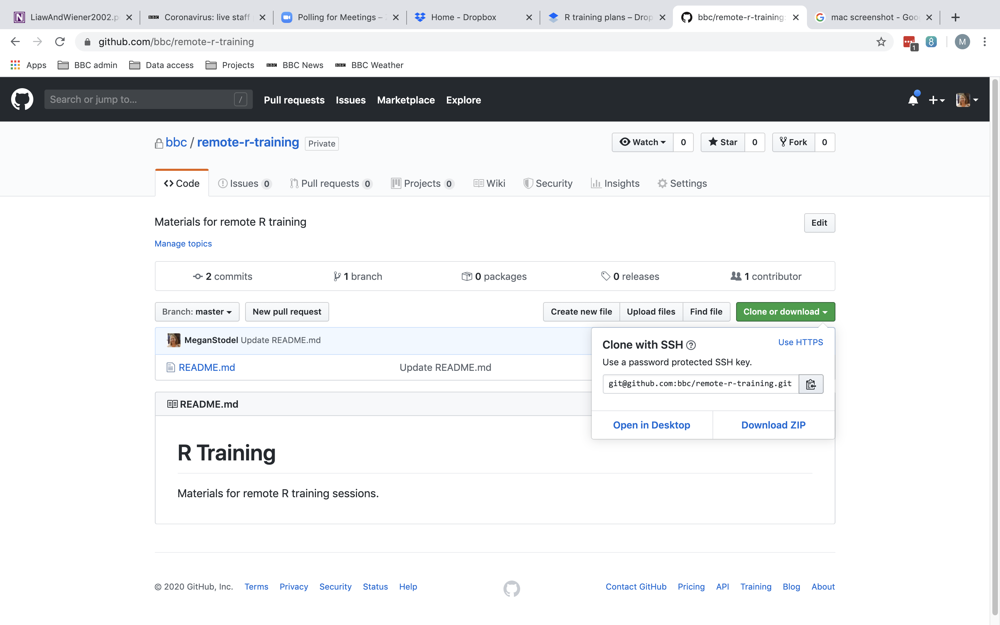 LiawAndWiener2002.p
BBC Coronavirus: live staff
Polling for Meetings –
Home - Dropbox
R training plans – Drop
bbc/remote-r-training:
mac screenshot - Goo
github.com/bbc/remote-r-training
1
8
M
Apps
BBC admin
Data access
Projects
BBC BBC News
BBC BBC Weather
Search or jump to...
/
Pull requests
Issues
Marketplace
Explore
bbc / remote-r-training Private
Watch 0
Star 0
Fork 0
Code
Issues 0
Pull requests 0
Projects 0
Wiki
Security
Insights
Settings
Materials for remote R training
Edit
Manage topics
2 commits
1 branch
0 packages
0 releases
1 contributor
Branch: master
New pull request
Create new file
Upload files
Find file
Clone or download
MeganStodel Update README.md
README.md
Update README.md
Clone with SSH
Use HTTPS
Use a password protected SSH key.
git@github.com:bbc/remote-r-training.git
Open in Desktop
Download ZIP
README.md
R Training
Materials for remote R training sessions.
© 2020 GitHub, Inc.
Terms
Privacy
Security
Status
Help
Contact GitHub
Pricing
API
Training
Blog
About